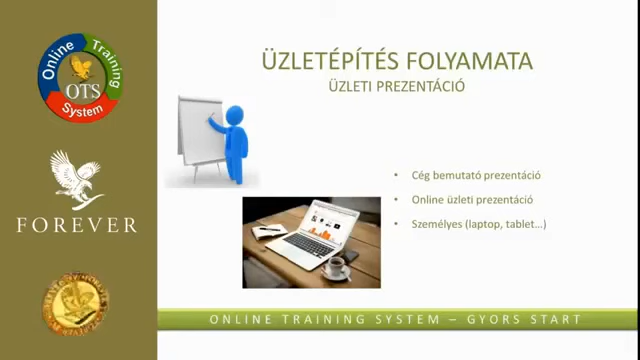 Online
Training
OTS
System
FOREVER
ÜZLETÉPÍTÉS FOLYAMATA
ÜZLETI PREZENTÁCIÓ
• Cég bemutató prezentáció
• Online üzleti prezentáció
• Személyes (laptop, tablet...)
ONLINE TRAINING SYSTEM – GYORS START